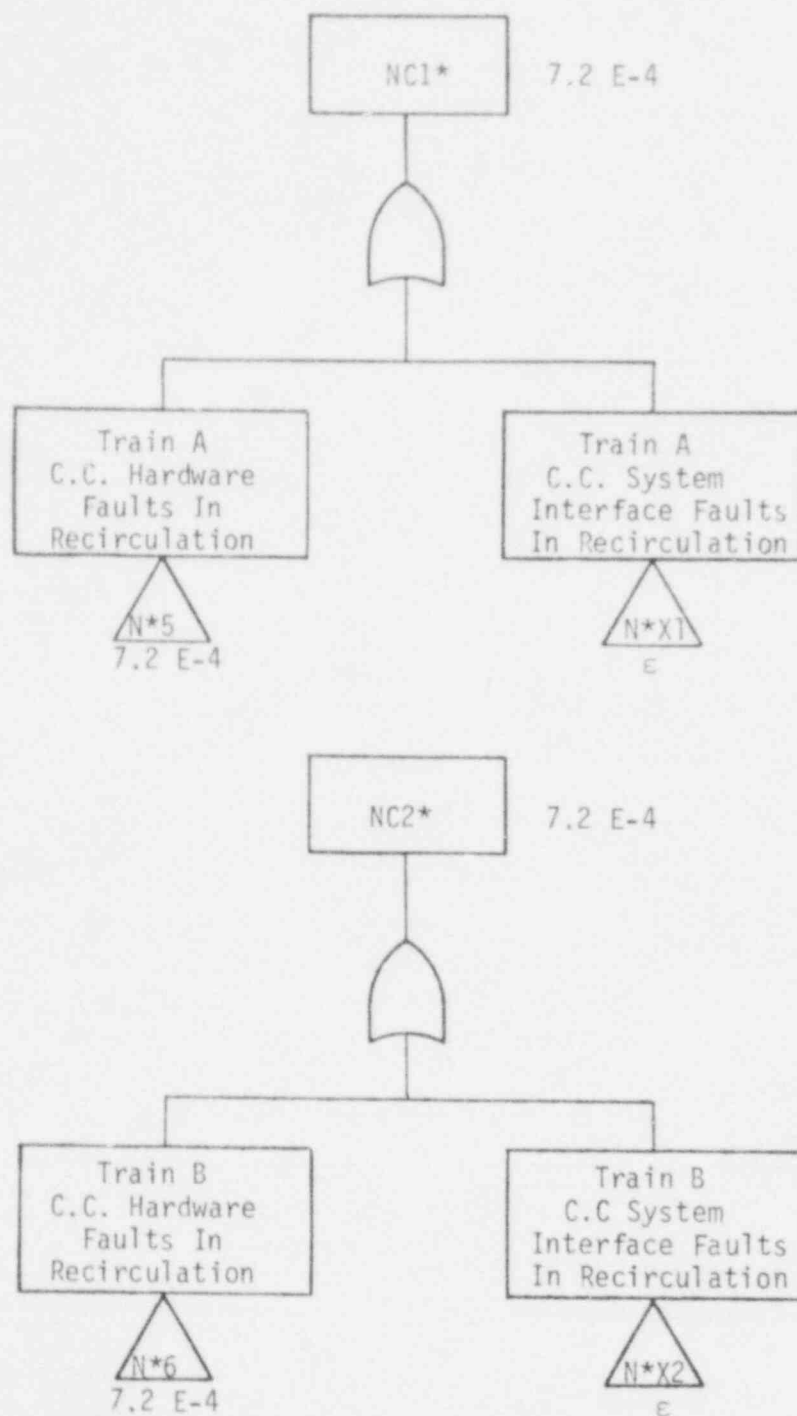 NC1* 7.2 E-4
Train A
C.C. Hardware
Faults In
Recirculation
N*5
7.2 E-4
Train A
C.C. System
Interface Faults
In Recirculation
N*X1
ε
NC2* 7.2 E-4
Train B
C.C. Hardware
Faults In
Recirculation
N*6
7.2 E-4
Train B
C.C System
Interface Faults
In Recirculation
N*X2
ε